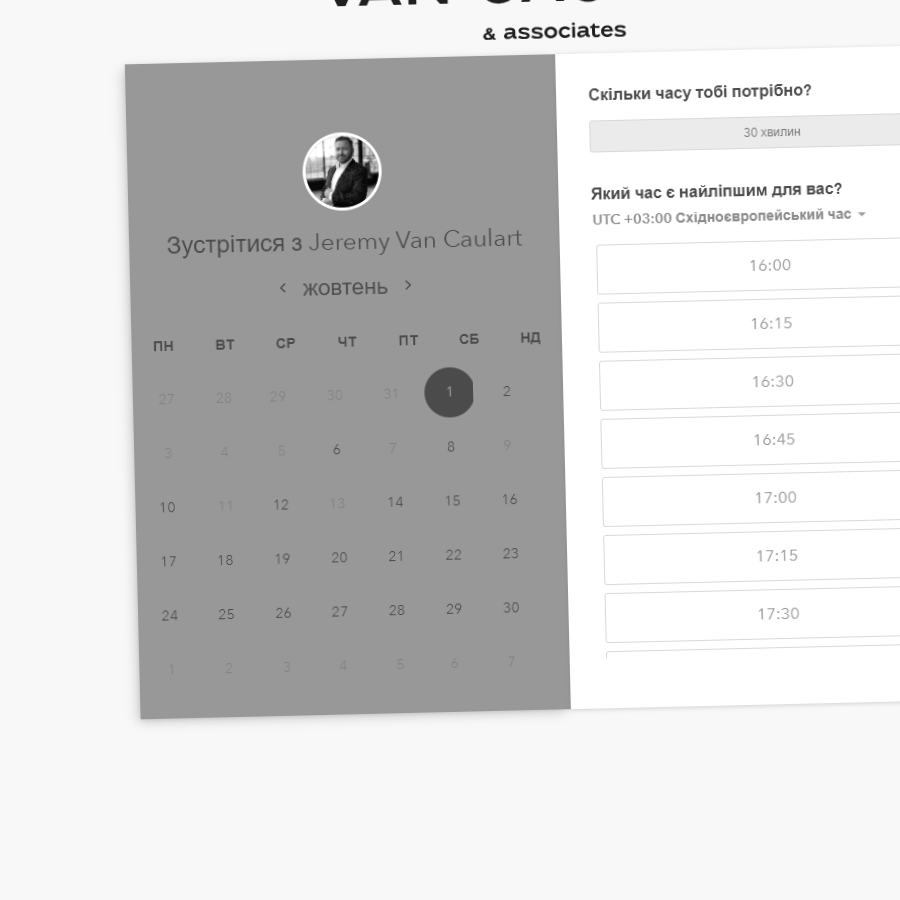 & associates
Зустрітися з Jeremy Van Caulart
жовтень
ПН ВТ СР ЧТ ПТ СБ НД
27 28 29 30 31 1 2
3 4 5 6 7 8 9
10 11 12 13 14 15 16
17 18 19 20 21 22 23
24 25 26 27 28 29 30
1 2 3 4 5 6 7
Скільки часу тобі потрібно?
30 хвилин
Який час є найліпшим для вас?
UTC +03:00 Східноєвропейський час
16:00
16:15
16:30
16:45
17:00
17:15
17:30